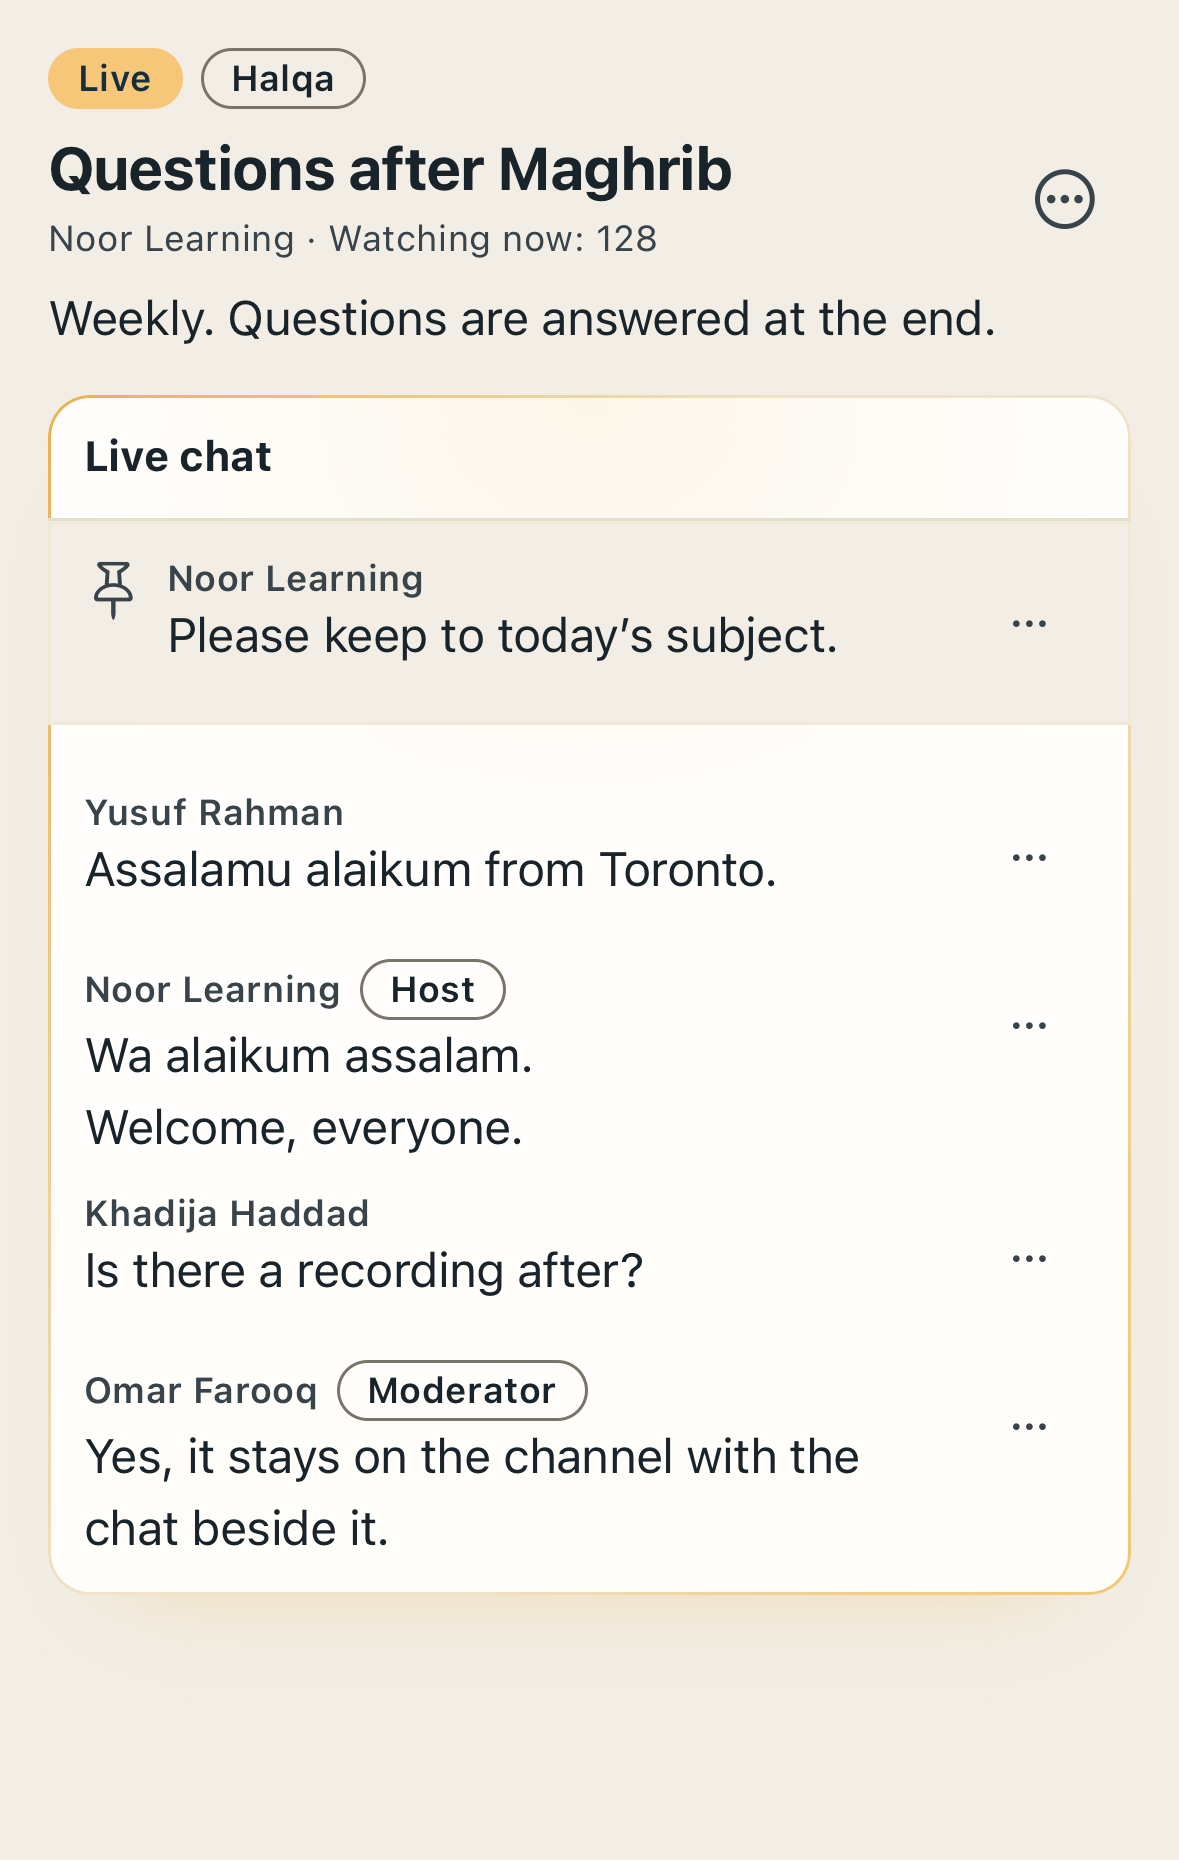 Live
Halqa
Questions after Maghrib
Noor Learning · Watching now: 128
Weekly. Questions are answered at the end.
Live chat
Noor Learning
Please keep to today’s subject.
Yusuf Rahman
Assalamu alaikum from Toronto.
Noor Learning Host
Wa alaikum assalam.
Welcome, everyone.
Khadija Haddad
Is there a recording after?
Omar Farooq Moderator
Yes, it stays on the channel with the
chat beside it.